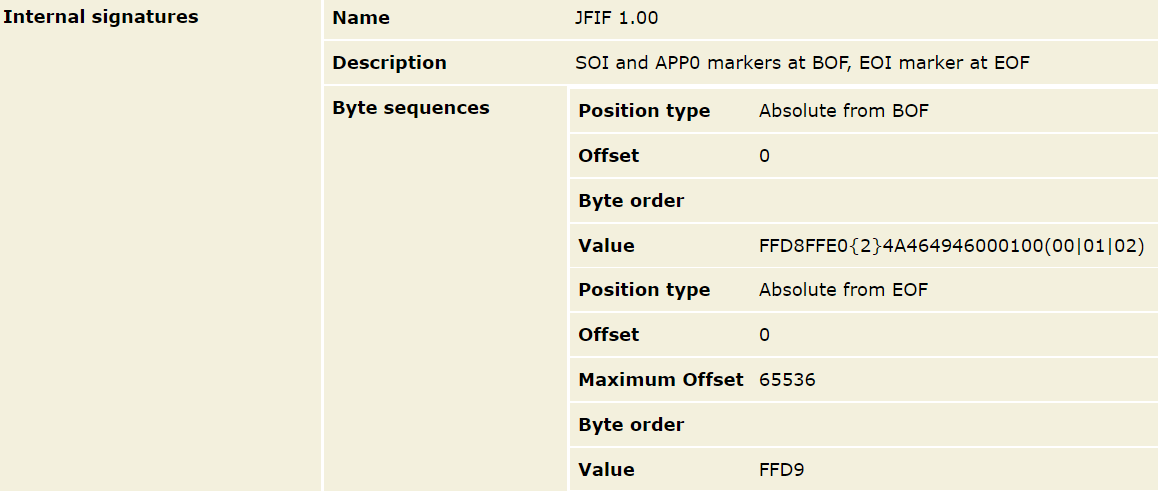 Internal signatures
Name JFIF 1.00
Description SOI and APP0 markers at BOF, EOI marker at EOF
Byte sequences
Position type Absolute from BOF
Offset 0
Byte order
Value FFD8FFE0{2}4A464946000100(00|01|02)
Position type Absolute from EOF
Offset 0
Maximum Offset 65536
Byte order
Value FFD9